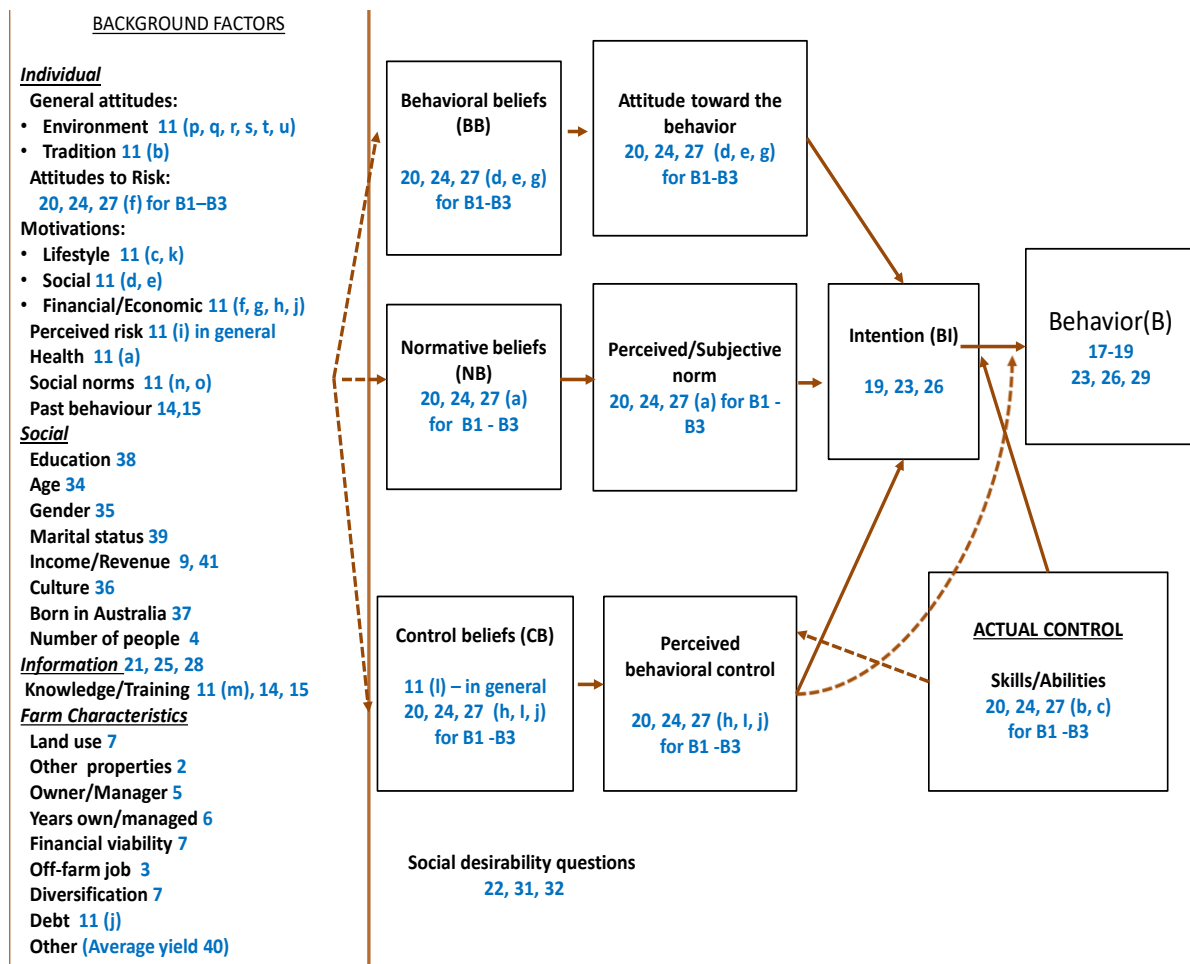 BACKGROUND FACTORS
Individual
General attitudes:
• Environment 11 (p, q, r, s, t, u)
• Tradition 11 (b)
Attitudes to Risk:
20, 24, 27 (f) for B1–B3
Motivations:
• Lifestyle 11 (c, k)
• Social 11 (d, e)
• Financial/Economic 11 (f, g, h, j)
Perceived risk 11 (i) in general
Health 11 (a)
Social norms 11 (n, o)
Past behaviour 14,15
Social
Education 38
Age 34
Gender 35
Marital status 39
Income/Revenue 9, 41
Culture 36
Born in Australia 37
Number of people 4
Information 21, 25, 28
Knowledge/Training 11 (m), 14, 15
Farm Characteristics
Land use 7
Other properties 2
Owner/Manager 5
Years own/managed 6
Financial viability 7
Off-farm job 3
Diversification 7
Debt 11 (j)
Other (Average yield 40)
Behavioral beliefs
(BB)
20, 24, 27 (d, e, g)
for B1-B3
Attitude toward the
behavior
20, 24, 27 (d, e, g)
for B1-B3
Normative beliefs
(NB)
20, 24, 27 (a)
for B1 - B3
Perceived/Subjective
norm
20, 24, 27 (a) for B1 -
B3
Intention (BI)
19, 23, 26
Behavior(B)
17-19
23, 26, 29
Control beliefs (CB)
11 (l) – in general
20, 24, 27 (h, I, j)
for B1 -B3
Perceived
behavioral control
20, 24, 27 (h, I, j)
for B1 -B3
ACTUAL CONTROL
Skills/Abilities
20, 24, 27 (b, c)
for B1 -B3
Social desirability questions
22, 31, 32